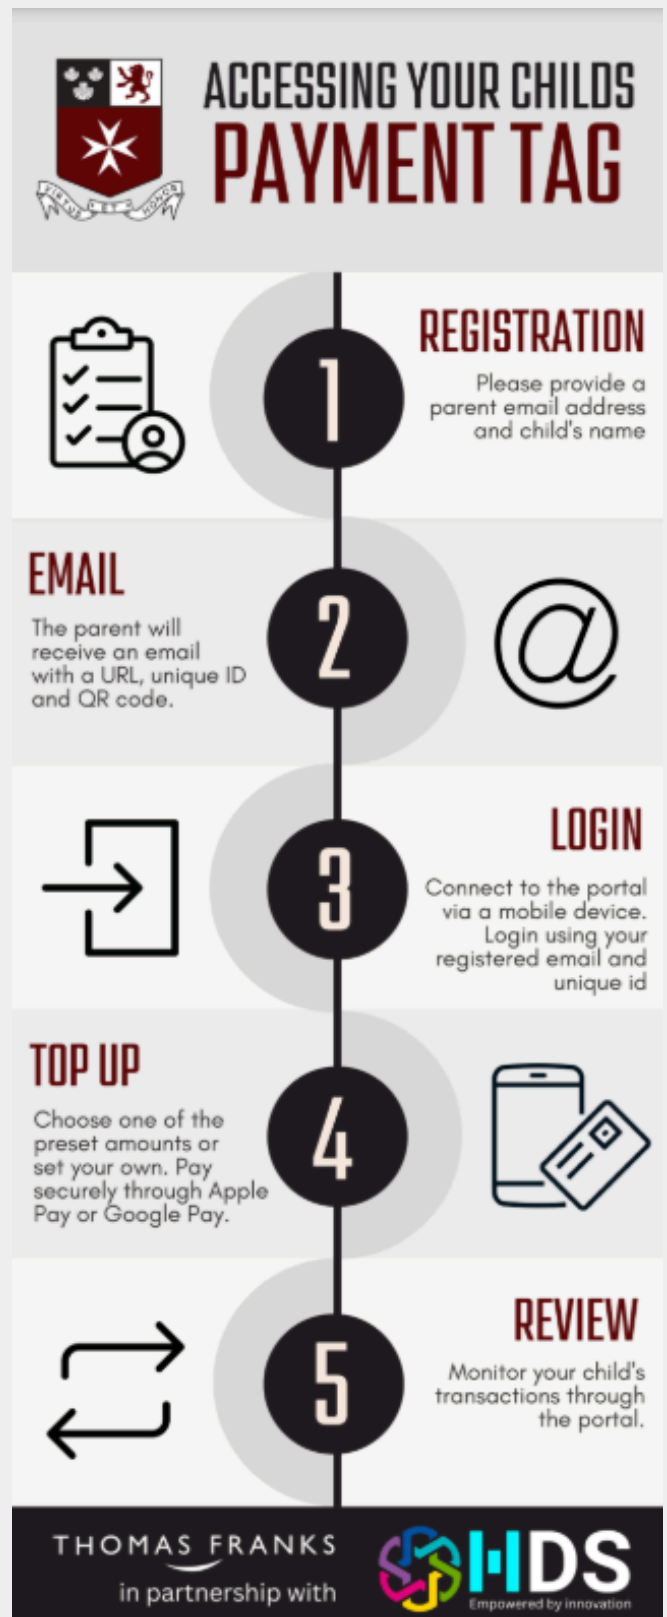 ACCESSING YOUR CHILDS
PAYMENT TAG
VIRTUS ET HONOR
1
REGISTRATION
Please provide a
parent email address
and child's name
EMAIL
The parent will
receive an email
with a URL, unique ID
and QR code.
2
@
3
LOGIN
Connect to the portal
via a mobile device.
Login using your
registered email and
unique id
TOP UP
Choose one of the
preset amounts or
set your own. Pay
securely through Apple
Pay or Google Pay.
4
5
REVIEW
Monitor your child's
transactions through
the portal.
THOMAS FRANKS
in partnership with
HDS
Empowered by innovation